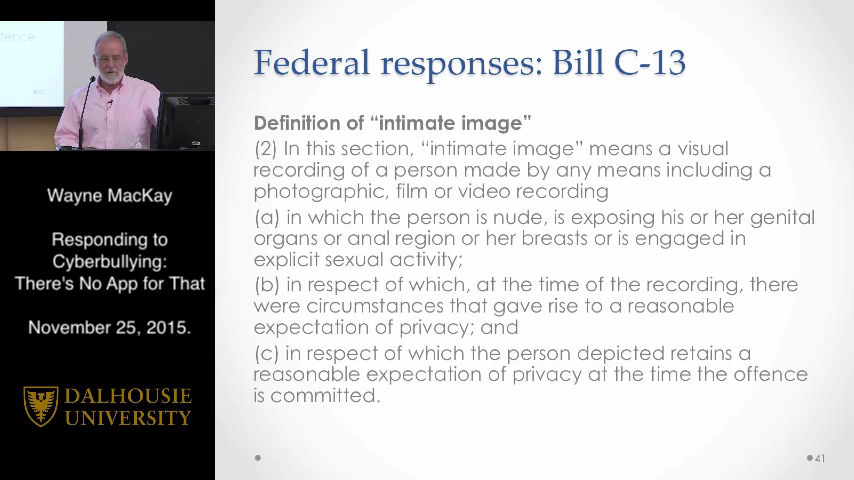 tence
41
Wayne MacKay
Responding to
Cyberbullying:
There's No App for That
November 25, 2015.
DALHOUSIE
UNIVERSITY
Federal responses: Bill C-13
Definition of “intimate image”
(2) In this section, “intimate image” means a visual
recording of a person made by any means including a
photographic, film or video recording
(a) in which the person is nude, is exposing his or her genital
organs or anal region or her breasts or is engaged in
explicit sexual activity;
(b) in respect of which, at the time of the recording, there
were circumstances that gave rise to a reasonable
expectation of privacy; and
(c) in respect of which the person depicted retains a
reasonable expectation of privacy at the time the offence
is committed.
41